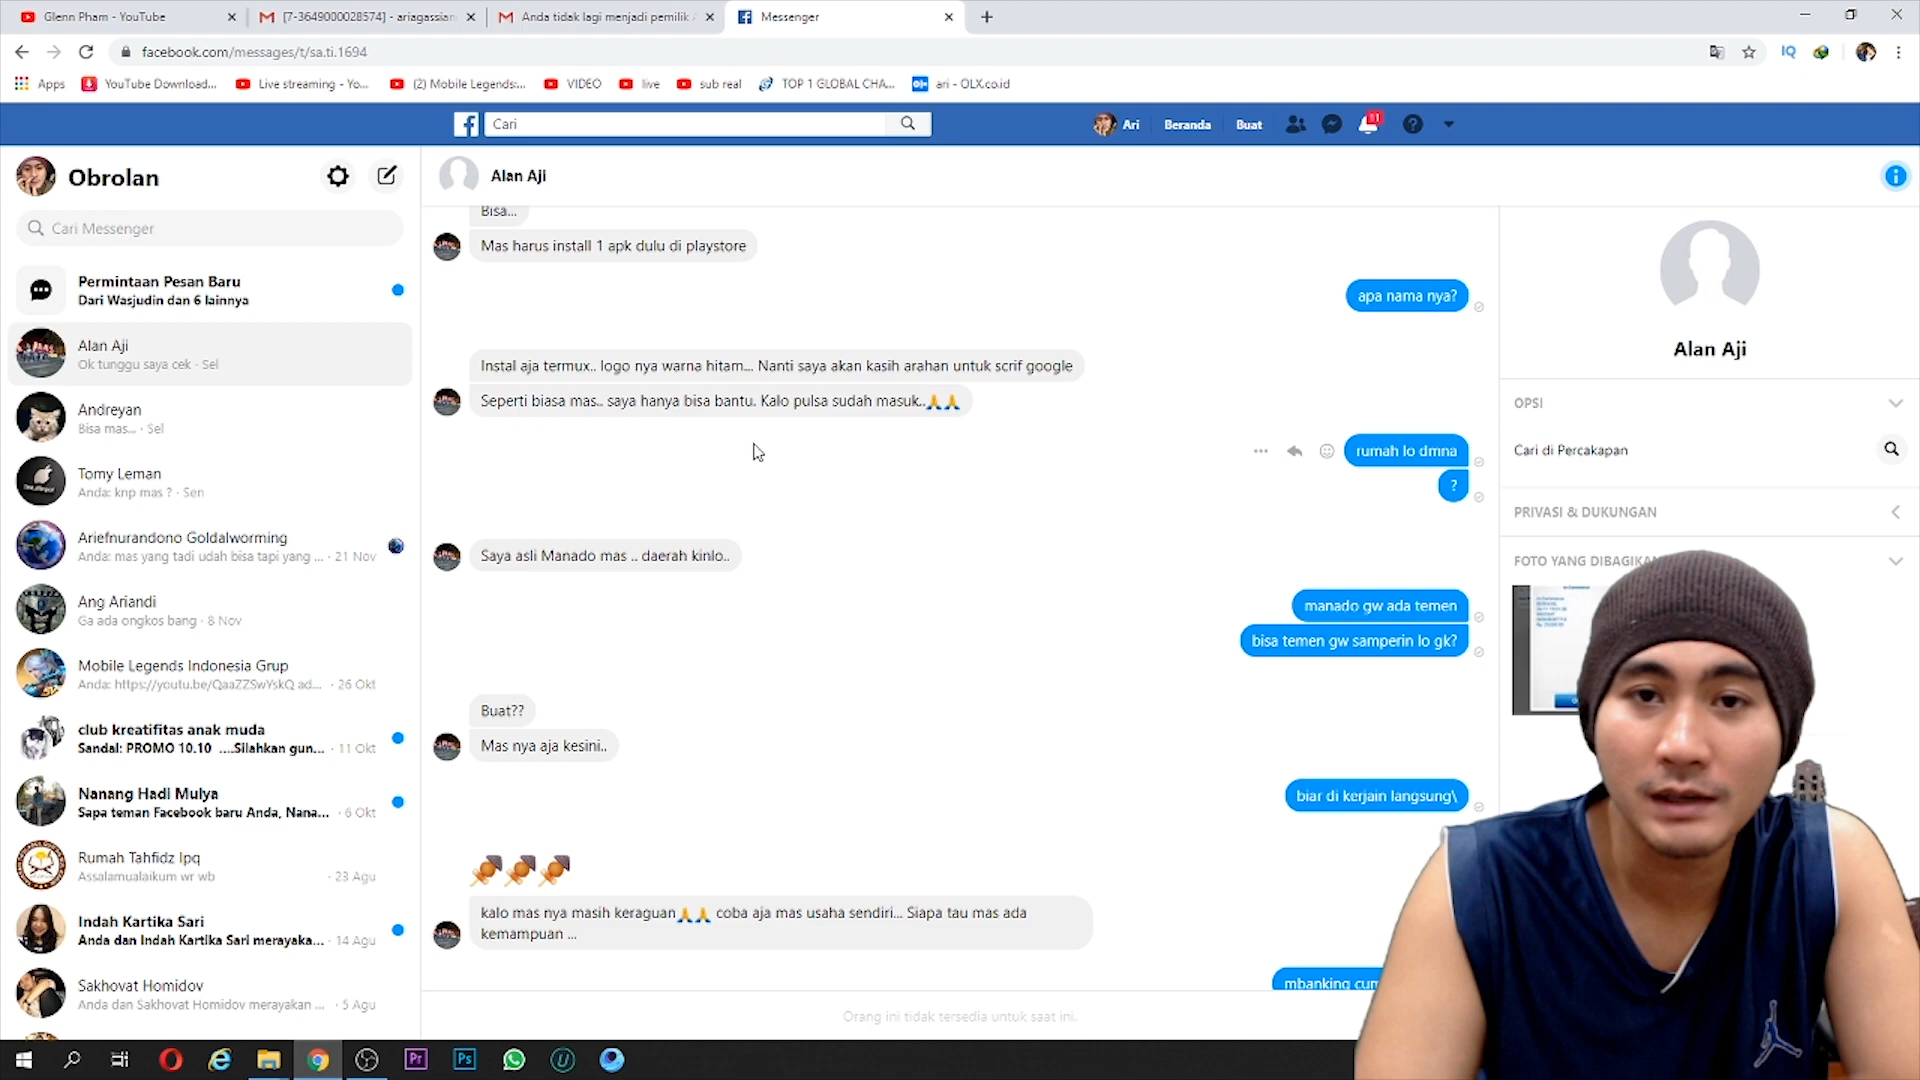 Glenn Pham - YouTube
[7-3649000028574] - ariagassian
Anda tidak lagi menjadi pemilik
Messenger
facebook.com/messages/t/sa.ti.1694
IQ
Apps
YouTube Download...
Live streaming - Yo...
(2) Mobile Legends:...
VIDEO
live
sub real
TOP 1 GLOBAL CHA...
ari - OLX.co.id
Cari
Ari
Beranda
Buat
Obrolan
Cari Messenger
Permintaan Pesan Baru
Dari Wasjudin dan 6 lainnya
Alan Aji
Ok tunggu saya cek · Sel
Andreyan
Bisa mas... · Sel
Tomy Leman
Anda: knp mas ? · Sen
Ariefnurandono Goldalworming
Anda: mas yang tadi udah bisa tapi yang ... · 21 Nov
Ang Ariandi
Ga ada ongkos bang · 8 Nov
Mobile Legends Indonesia Grup
Anda: https://youtu.be/QaaZZSwYskQ ad... · 26 Okt
club kreatifitas anak muda
Sandal: PROMO 10.10 ....Silahkan gun... · 11 Okt
Nanang Hadi Mulya
Sapa teman Facebook baru Anda, Nana... · 6 Okt
Rumah Tahfidz Ipq
Assalamualaikum wr wb · 23 Agu
Indah Kartika Sari
Anda dan Indah Kartika Sari merayaka... · 14 Agu
Sakhovat Homidov
Anda dan Sakhovat Homidov merayakan ... · 5 Agu
Alan Aji
Bisa...
Mas harus install 1 apk dulu di playstore
apa nama nya?
Instal aja termux.. logo nya warna hitam... Nanti saya akan kasih arahan untuk scrif google
Seperti biasa mas.. saya hanya bisa bantu. Kalo pulsa sudah masuk..🙏🙏
rumah lo dmna
?
Saya asli Manado mas .. daerah kinlo..
manado gw ada temen
bisa temen gw samperin lo gk?
Buat??
Mas nya aja kesini..
biar di kerjain langsung\
kalo mas nya masih keraguan🙏🙏 coba aja mas usaha sendiri... Siapa tau mas ada
kemampuan ...
mbanking cum
Orang ini tidak tersedia untuk saat ini.
Alan Aji
OPSI
Cari di Percakapan
PRIVASI & DUKUNGAN
FOTO YANG DIBAGIKAN
Pr
Ps